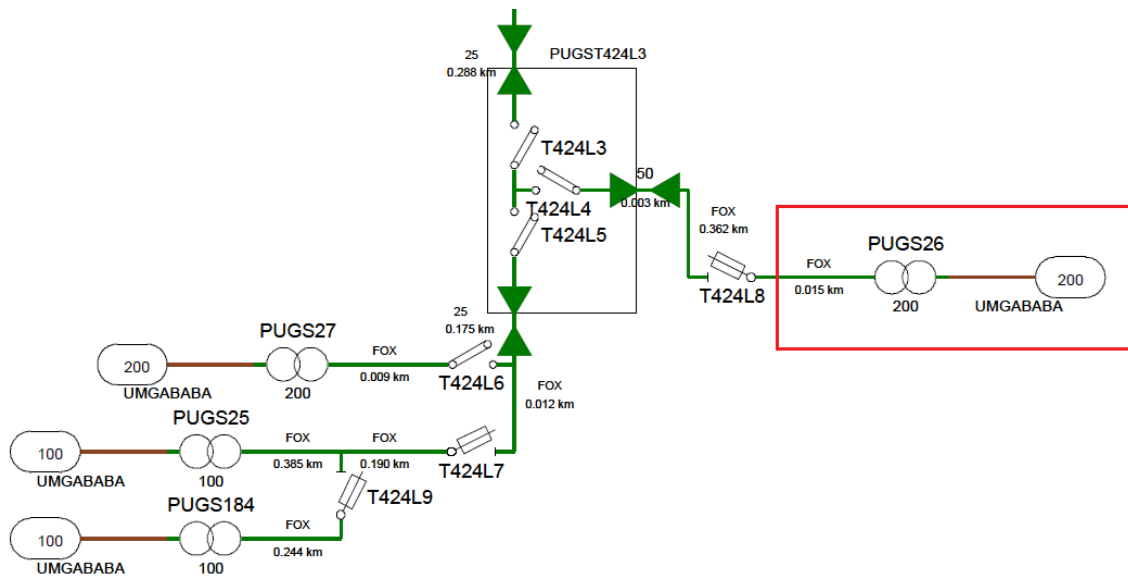 25
0.288 km
PUGST424L3
T424L3
T424L4
50
0.003 km
T424L5
FOX
0.362 km
T424L8
FOX
0.015 km
PUGS26
200
200
UMGABABA
25
0.175 km
PUGS27
200
UMGABABA
200
FOX
0.009 km
T424L6
FOX
0.012 km
PUGS25
100
UMGABABA
100
FOX
0.385 km
FOX
0.190 km
T424L7
T424L9
PUGS184
100
UMGABABA
100
FOX
0.244 km